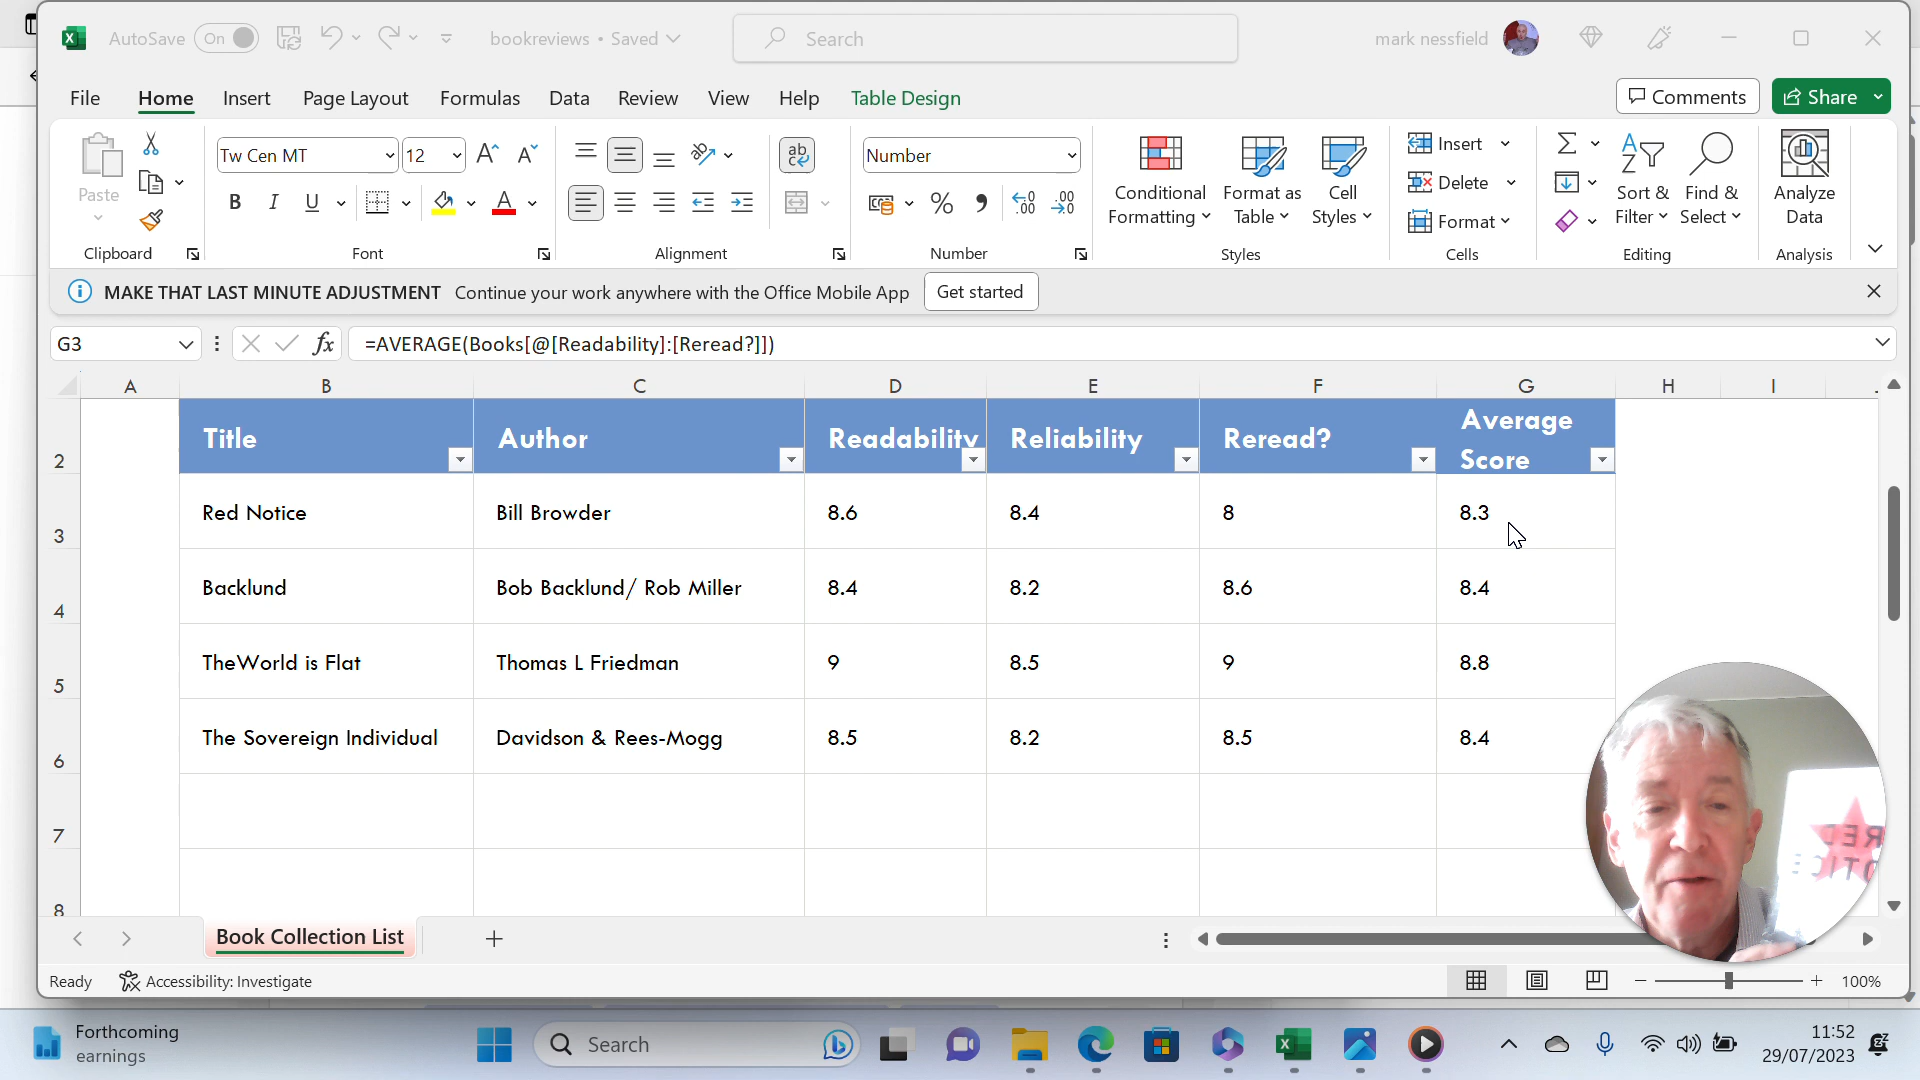 AutoSave On bookreviews • Saved Search mark nessfield
File Home Insert Page Layout Formulas Data Review View Help Table Design Comments Share
Tw Cen MT 12 ab Number
Paste B I U A % Conditional Formatting Format as Table Cell Styles Insert Delete Format Sort & Filter Find & Select Analyze Data
Clipboard Font Alignment Number Styles Cells Editing Analysis
MAKE THAT LAST MINUTE ADJUSTMENT Continue your work anywhere with the Office Mobile App Get started
G3 fx =AVERAGE(Books[@[Readability]:[Reread?]])
A B C D E F G H I
2 Title Author Readability Reliability Reread? Average Score
3 Red Notice Bill Browder 8.6 8.4 8 8.3
4 Backlund Bob Backlund/ Rob Miller 8.4 8.2 8.6 8.4
5 TheWorld is Flat Thomas L Friedman 9 8.5 9 8.8
6 The Sovereign Individual Davidson & Rees-Mogg 8.5 8.2 8.5 8.4
7
8
Book Collection List
Ready Accessibility: Investigate 100%
Forthcoming
earnings
Search
11:52
29/07/2023